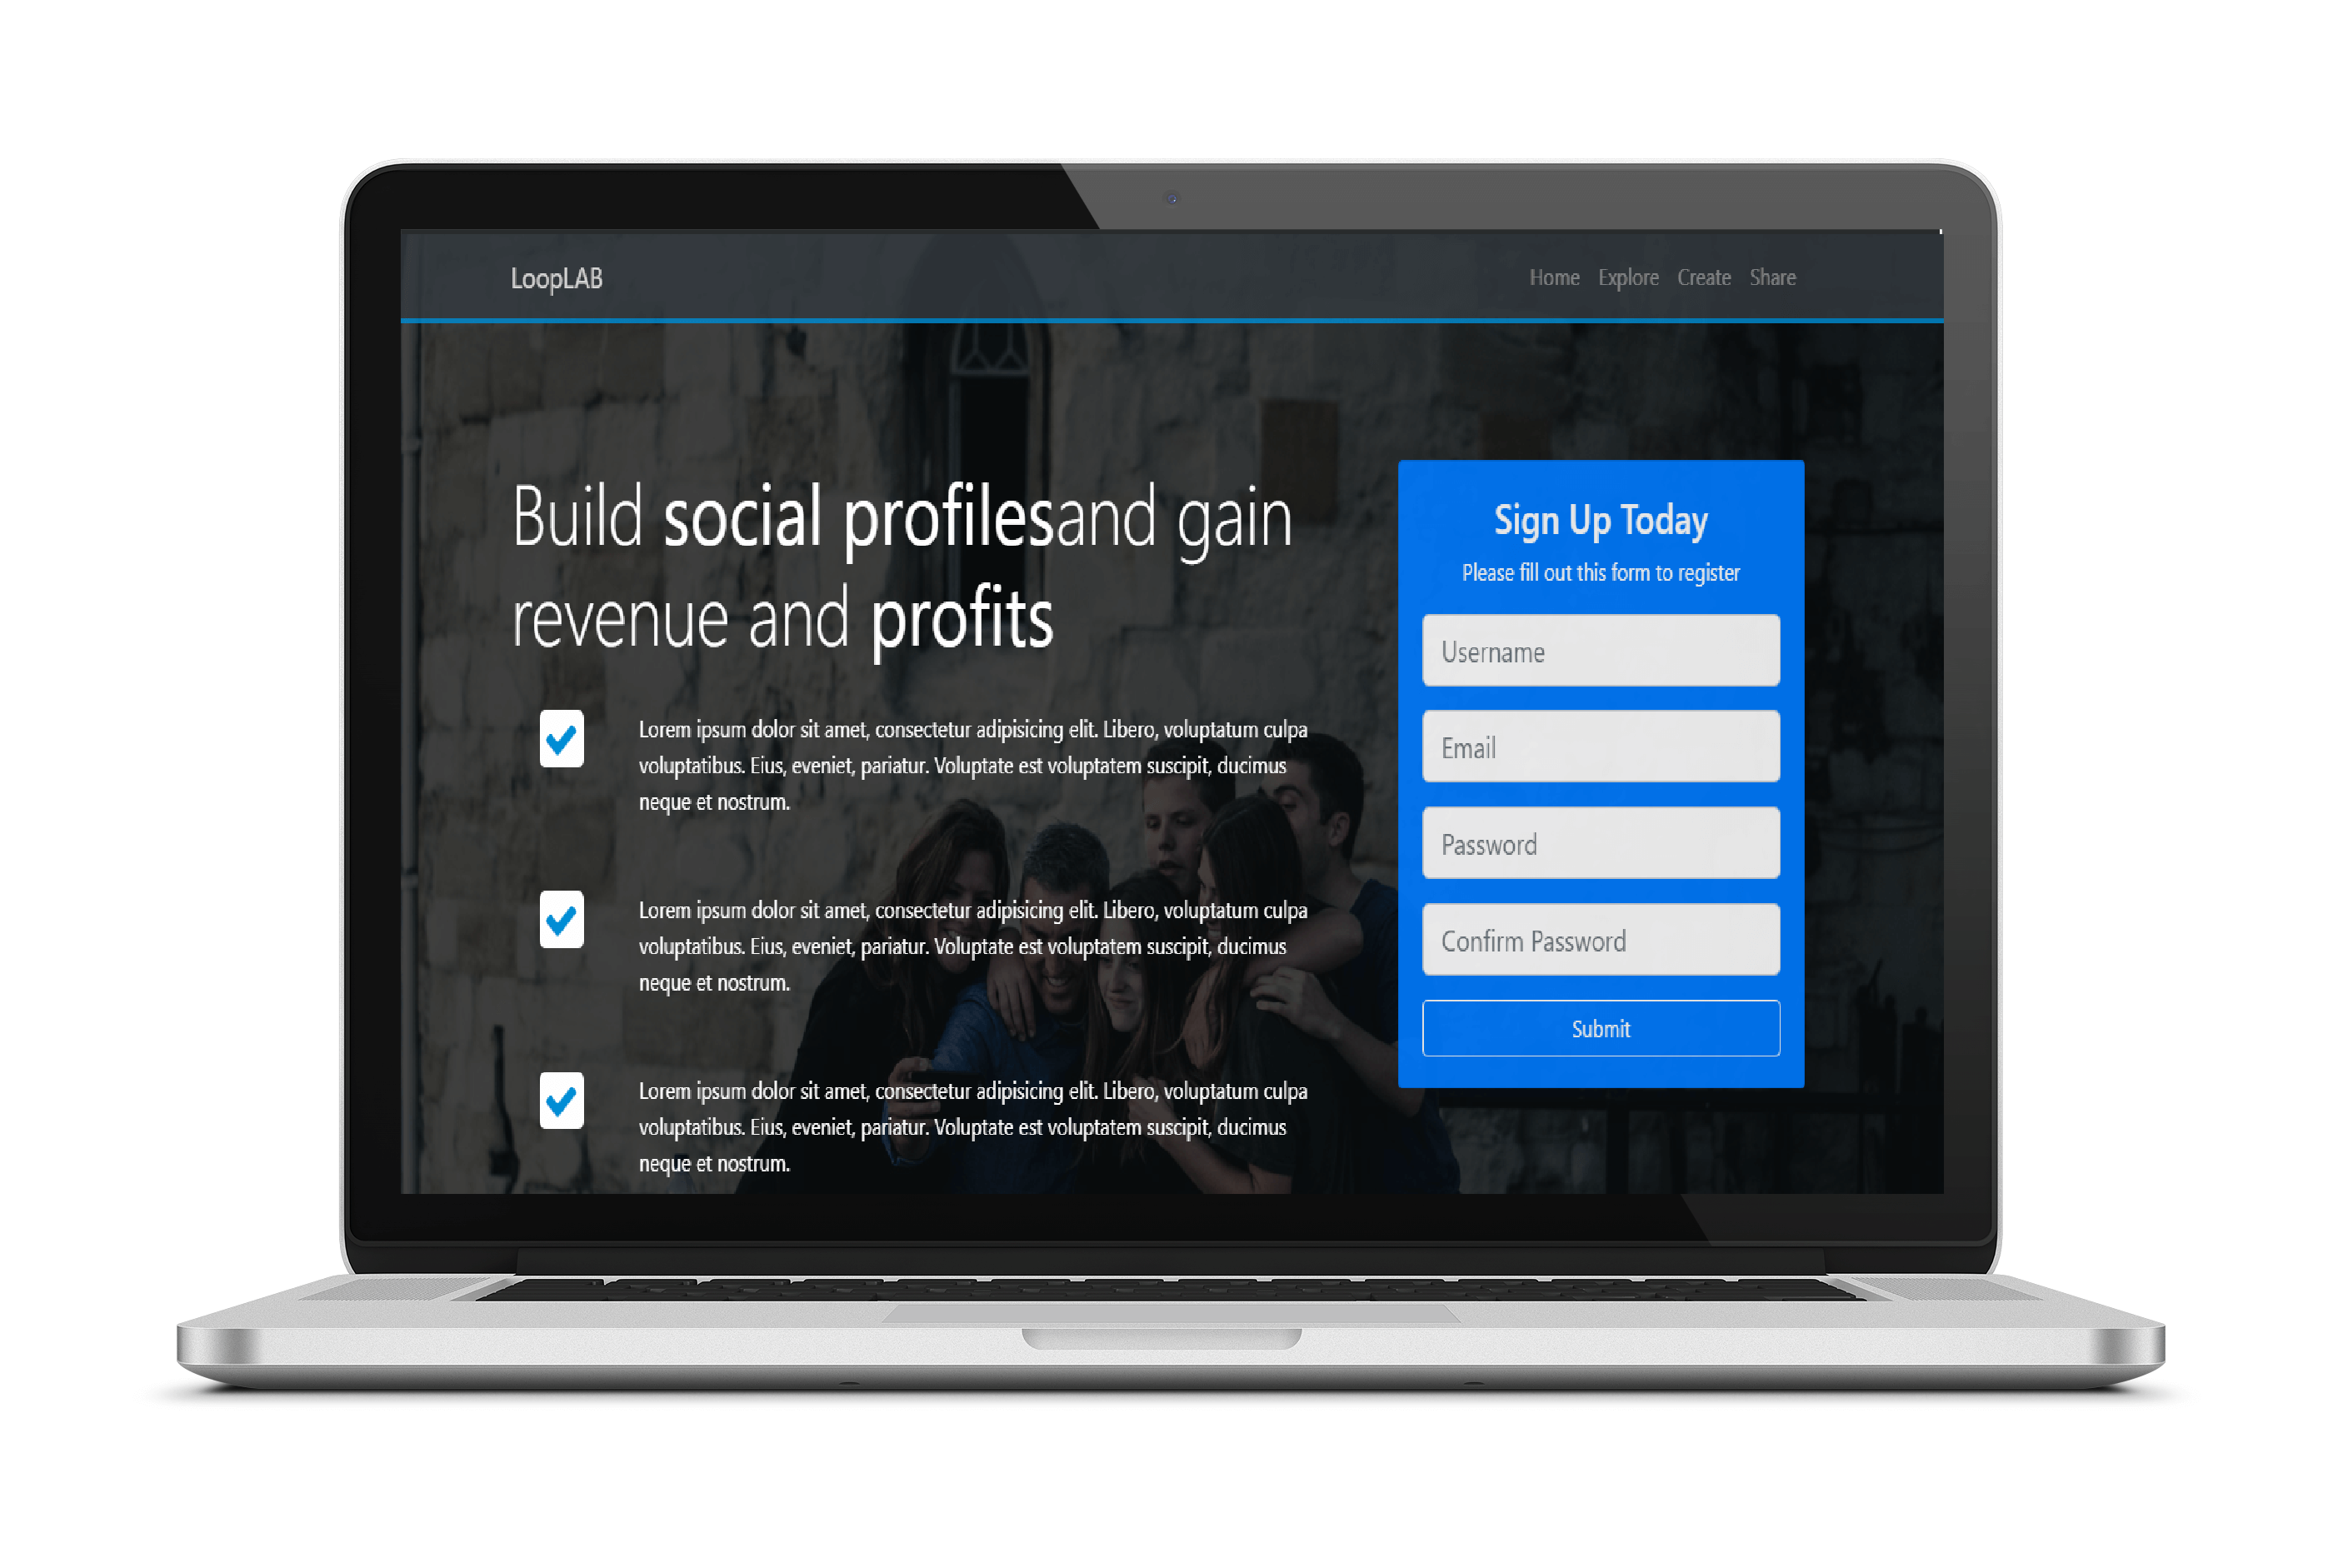 LoopLAB
Home Explore Create Share
Build social profilesand gain
revenue and profits
Lorem ipsum dolor sit amet, consectetur adipisicing elit. Libero, voluptatum culpa
voluptatibus. Eius, eveniet, pariatur. Voluptate est voluptatem suscipit, ducimus
neque et nostrum.
Lorem ipsum dolor sit amet, consectetur adipisicing elit. Libero, voluptatum culpa
voluptatibus. Eius, eveniet, pariatur. Voluptate est voluptatem suscipit, ducimus
neque et nostrum.
Lorem ipsum dolor sit amet, consectetur adipisicing elit. Libero, voluptatum culpa
voluptatibus. Eius, eveniet, pariatur. Voluptate est voluptatem suscipit, ducimus
neque et nostrum.
Sign Up Today
Please fill out this form to register
Username
Email
Password
Confirm Password
Submit